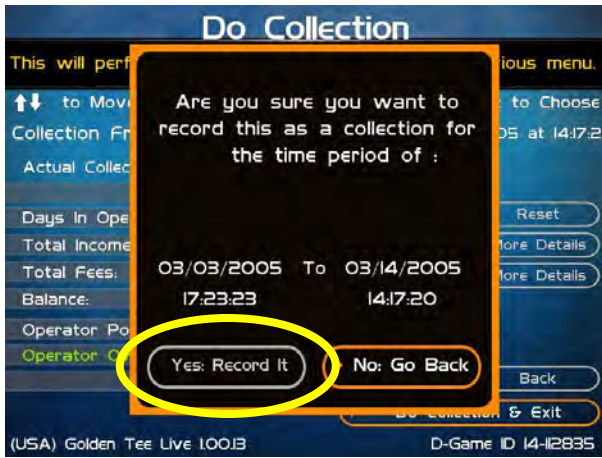 Do Collection
This will perf
ious menu.
to Move
to Choose
Collection Fr
05 at 14:17:2
Actual Collec
Days In Ope
Reset
Total Income
More Details
Total Fees:
More Details
Balance:
Operator Po
Operator
Back
Do Collection & Exit
Are you sure you want to
record this as a collection for
the time period of :
03/03/2005 To 03/14/2005
17:23:23 14:17:20
Yes: Record It
No: Go Back
(USA) Golden Tee Live 1.00.13
D-Game ID 14-112835